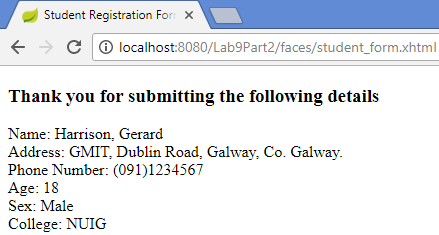 Student Registration For
localhost:8080/Lab9Part2/faces/student_form.xhtml
Thank you for submitting the following details
Name: Harrison, Gerard
Address: GMIT, Dublin Road, Galway, Co. Galway.
Phone Number: (091)1234567
Age: 18
Sex: Male
College: NUIG